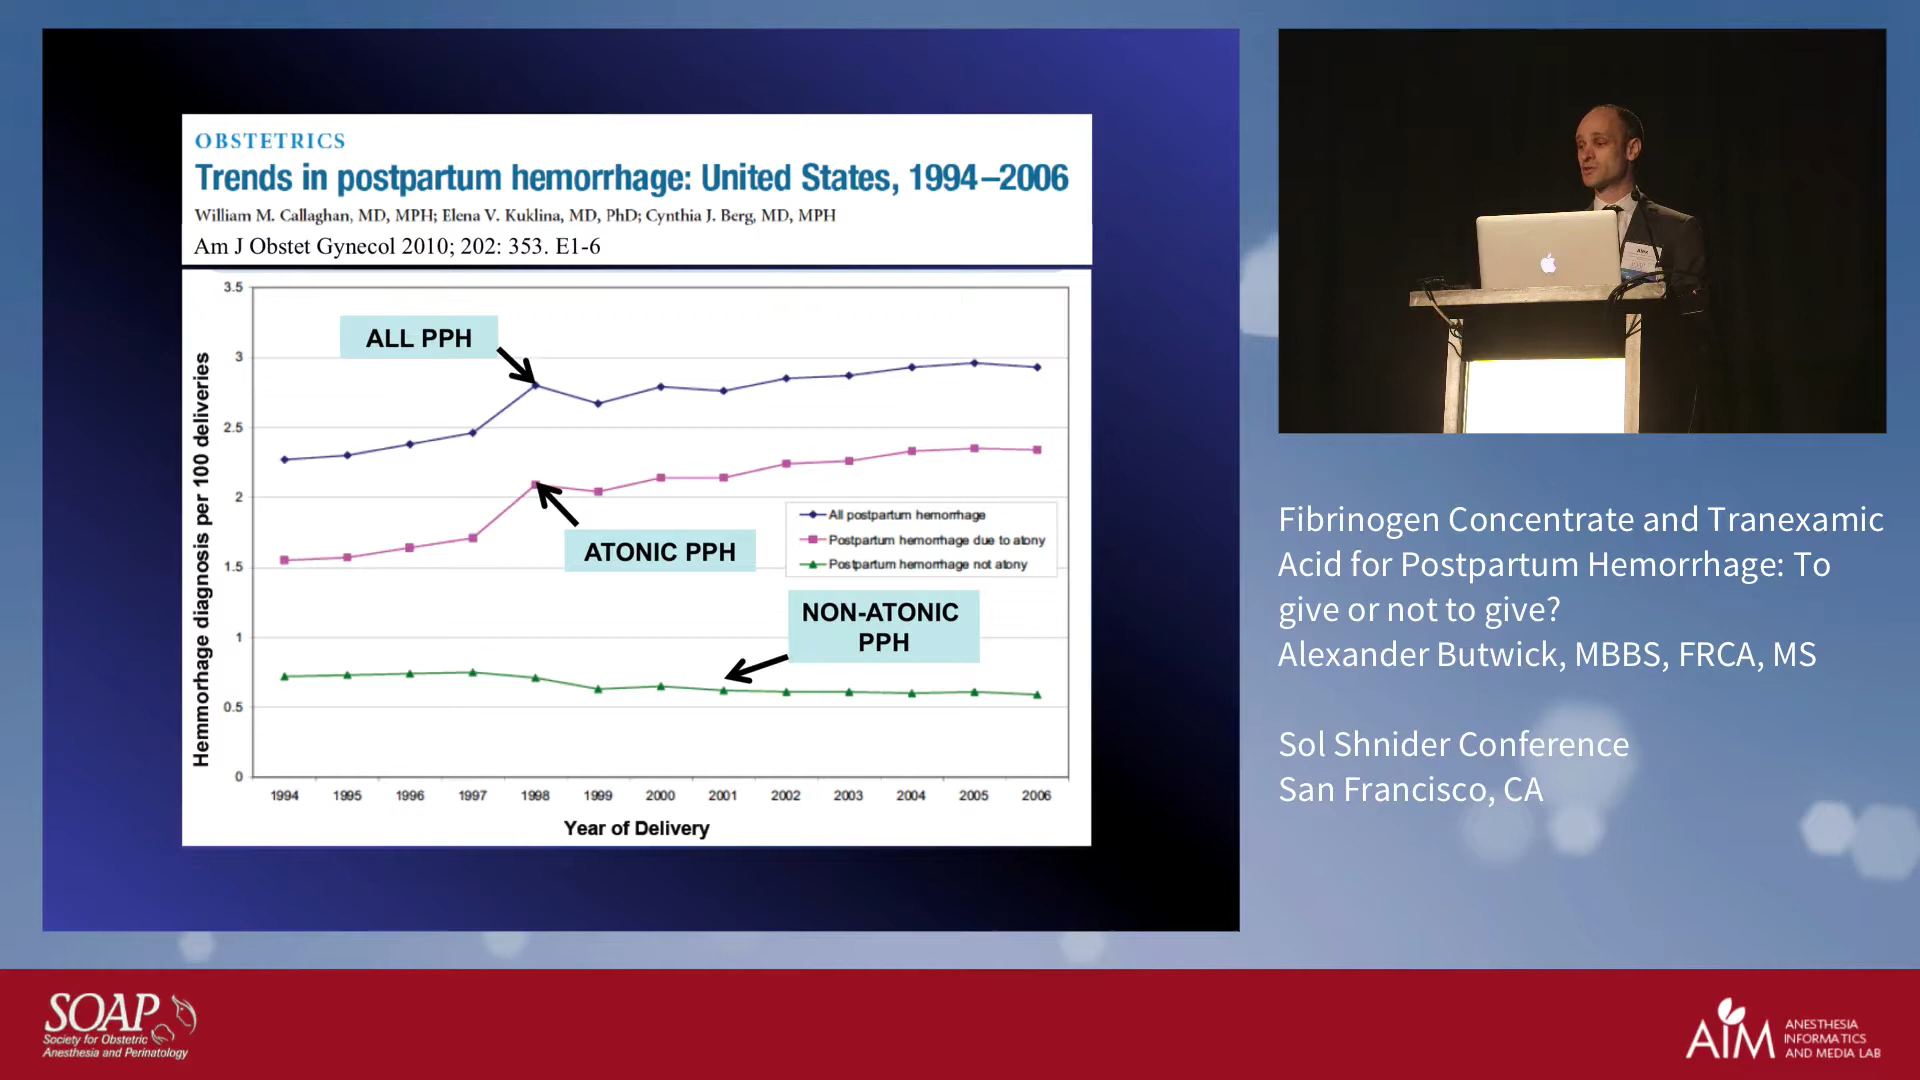 OBSTETRICS
Trends in postpartum hemorrhage: United States, 1994–2006
William M. Callaghan, MD, MPH; Elena V. Kuklina, MD, PhD; Cynthia J. Berg, MD, MPH
Am J Obstet Gynecol 2010; 202: 353. E1-6
Hemmorrhage diagnosis per 100 deliveries
3.5
3
2.5
2
1.5
1
0.5
0
ALL PPH
ATONIC PPH
All postpartum hemorrhage
Postpartum hemorrhage due to atony
Postpartum hemorrhage not atony
NON-ATONIC
PPH
1994 1995 1996 1997 1998 1999 2000 2001 2002 2003 2004 2005 2006
Year of Delivery
Alex
Fibrinogen Concentrate and Tranexamic
Acid for Postpartum Hemorrhage: To
give or not to give?
Alexander Butwick, MBBS, FRCA, MS
Sol Shnider Conference
San Francisco, CA
SOAP
Society for Obstetric
Anesthesia and Perinatology
AIM
ANESTHESIA
INFORMATICS
AND MEDIA LAB